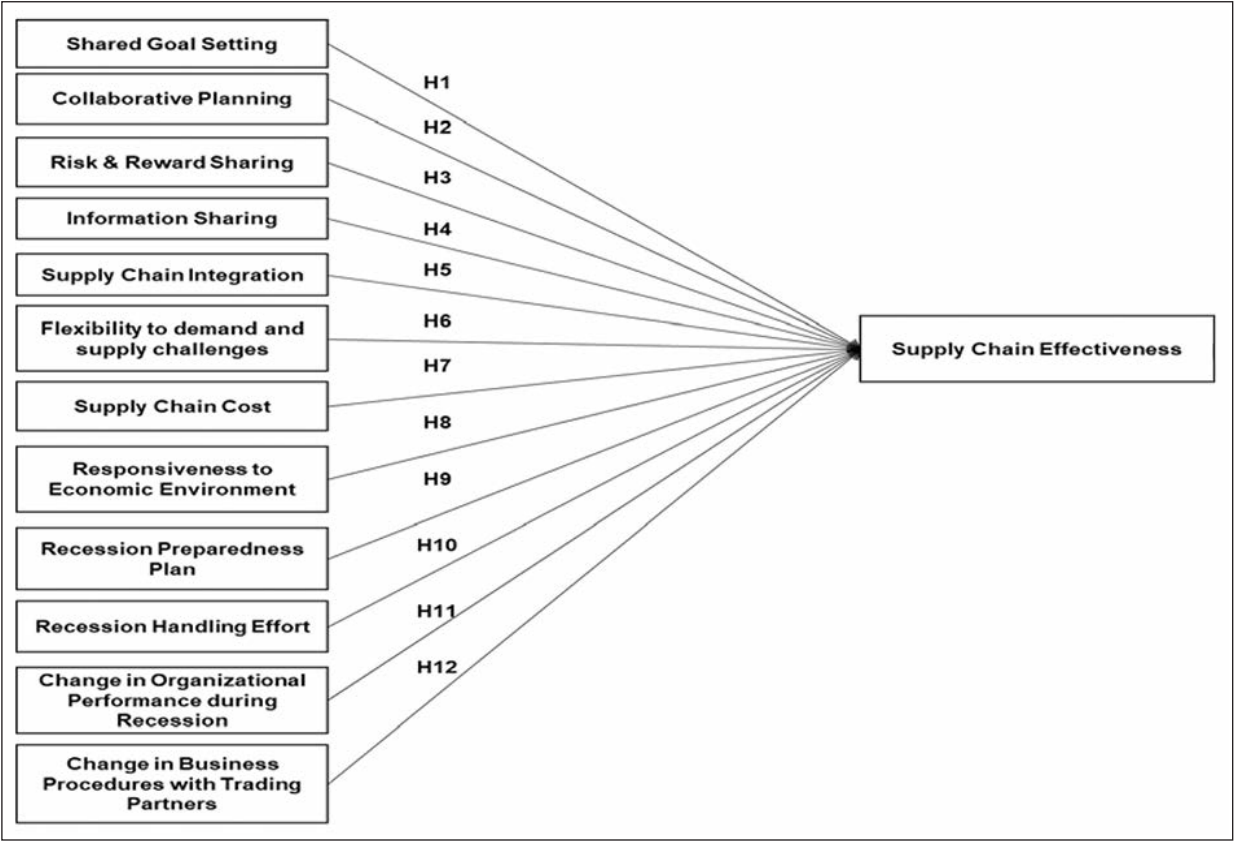 Shared Goal Setting
H1
Collaborative Planning
H2
Risk & Reward Sharing
H3
Information Sharing
H4
Supply Chain Integration
H5
Flexibility to demand and
supply challenges
H6
Supply Chain Effectiveness
H7
Supply Chain Cost
H8
Responsiveness to
Economic Environment
H9
Recession Preparedness
Plan
H10
Recession Handling Effort
H11
Change in Organizational
Performance during
Recession
H12
Change in Business
Procedures with Trading
Partners